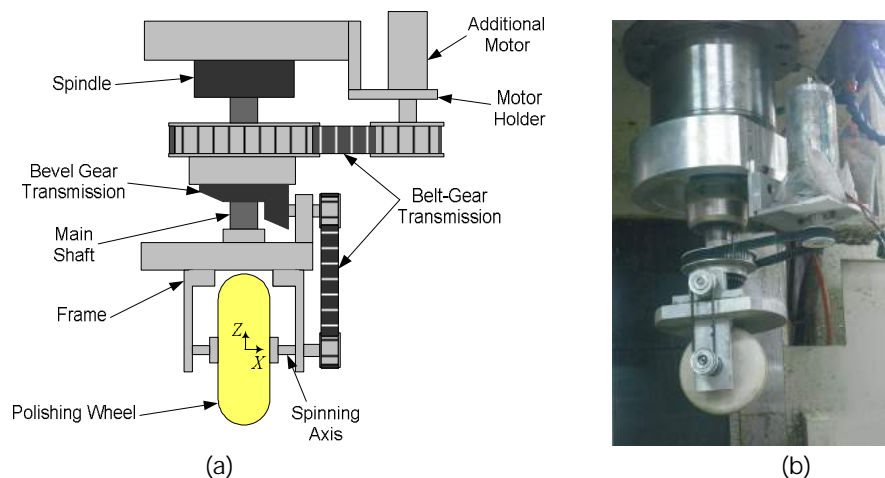 Additional
Motor
Spindle
Motor
Holder
Bevel Gear
Transmission
Belt-Gear
Transmission
Main
Shaft
Frame
Z
X
Polishing Wheel
Spinning
Axis
(a)
(b)